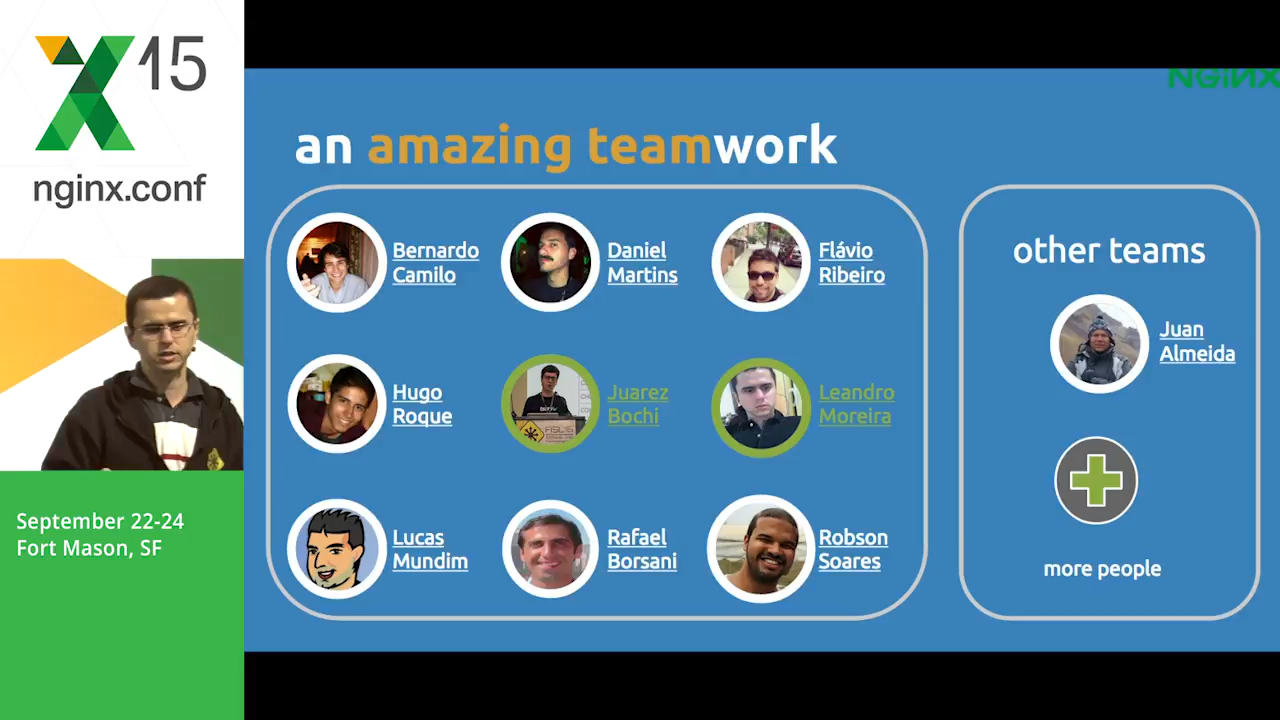 15
nginx.conf
September 22-24
Fort Mason, SF
NGINX
an amazing teamwork
Bernardo
Camilo
Daniel
Martins
Flávio
Ribeiro
Hugo
Roque
Juarez
Bochi
Leandro
Moreira
Lucas
Mundim
Rafael
Borsani
Robson
Soares
other teams
Juan
Almeida
more people